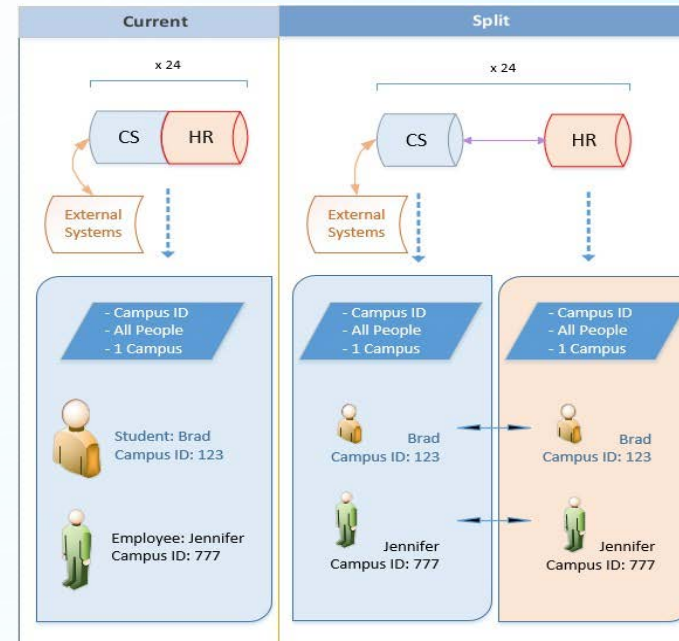 Current
Split
x 24
x 24
CS
HR
CS
HR
External
Systems
External
Systems
- Campus ID
- All People
- 1 Campus
- Campus ID
- All People
- 1 Campus
- Campus ID
- All People
- 1 Campus
Student: Brad
Campus ID: 123
Brad
Campus ID: 123
Brad
Campus ID: 123
Employee: Jennifer
Campus ID: 777
Jennifer
Campus ID: 777
Jennifer
Campus ID: 777